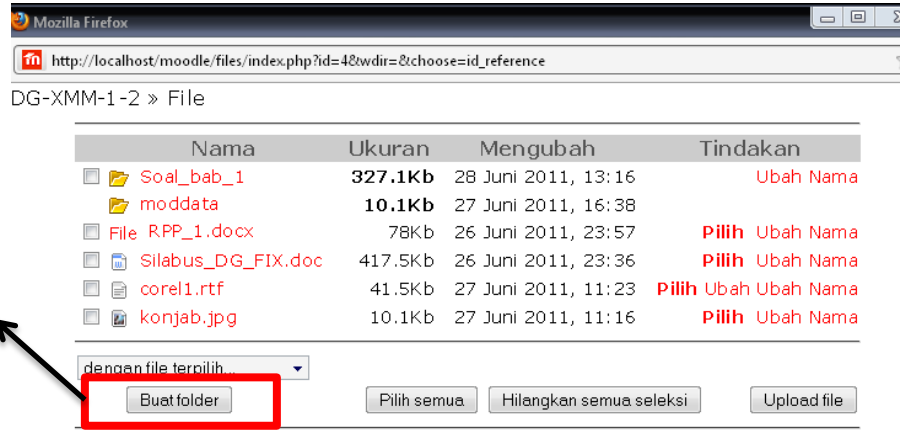 Mozilla Firefox
http://localhost/moodle/files/index.php?id=4&wdir=&choose=id_reference
DG-XMM-1-2 » File
Nama Ukuran Mengubah Tindakan
Soal_bab_1 327.1Kb 28 Juni 2011, 13:16 Ubah Nama
moddata 10.1Kb 27 Juni 2011, 16:38
File RPP_1.docx 78Kb 26 Juni 2011, 23:57 Pilih Ubah Nama
Silabus_DG_FIX.doc 417.5Kb 26 Juni 2011, 23:36 Pilih Ubah Nama
corel1.rtf 41.5Kb 27 Juni 2011, 11:23 Pilih Ubah Ubah Nama
konjab.jpg 10.1Kb 27 Juni 2011, 11:16 Pilih Ubah Nama
dengan file terpilih...
Buat folder Pilih semua Hilangkan semua seleksi Upload file